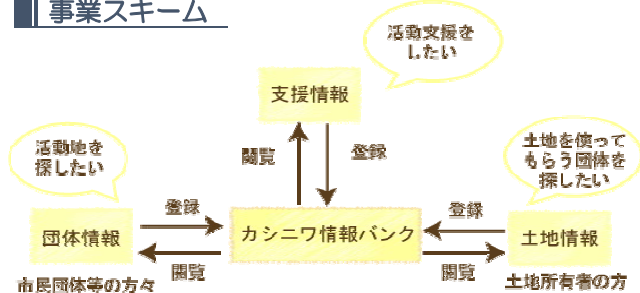 事業スキーム
活動支援を
したい
支援情報
活動地を
探したい
閲覧
登録
土地を使って
もらう団体を
探したい
登録
登録
団体情報
カシニワ情報バンク
土地情報
閲覧
閲覧
市民団体等の方々
土地所有者の方